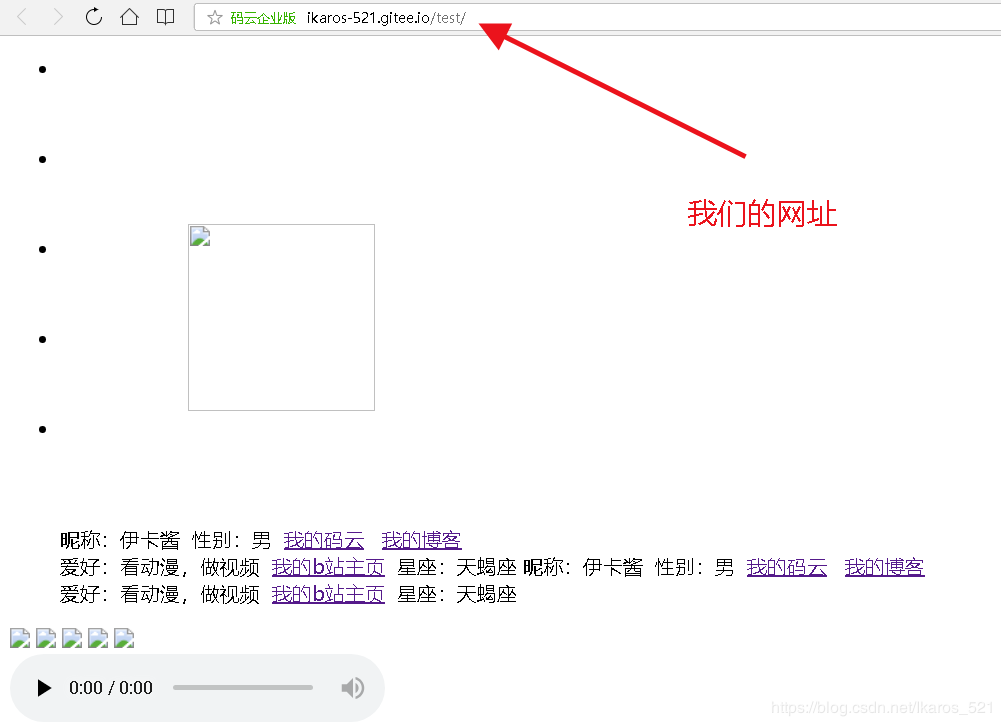 码云企业版 ikaros-521.gitee.io/test/
我们的网址
昵称：伊卡酱 性别：男 我的码云 我的博客
爱好：看动漫，做视频 我的b站主页 星座：天蝎座 昵称：伊卡酱 性别：男 我的码云 我的博客
爱好：看动漫，做视频 我的b站主页 星座：天蝎座
0:00 / 0:00
https://blog.csdn.net/Ikaros_521